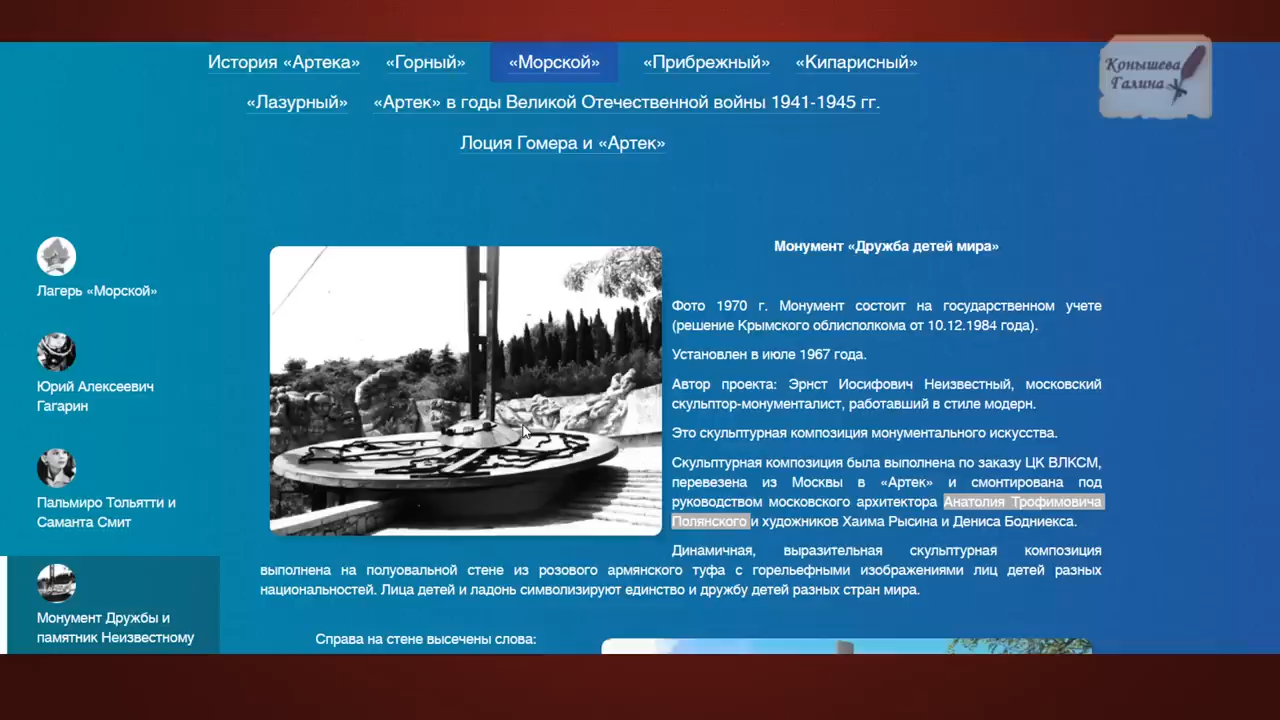 История «Артека» «Горный» «Морской» «Прибрежный» «Кипарисный»
«Лазурный» «Артек» в годы Великой Отечественной войны 1941-1945 гг.
Лоция Гомера и «Артек»
Конышева
Галина
Лагерь «Морской»
Юрий Алексеевич
Гагарин
Пальмиро Тольятти и
Саманта Смит
Монумент Дружбы и
памятник Неизвестному
Монумент «Дружба детей мира»
Фото 1970 г. Монумент состоит на государственном учете
(решение Крымского облисполкома от 10.12.1984 года).
Установлен в июле 1967 года.
Автор проекта: Эрнст Иосифович Неизвестный, московский
скульптор-монументалист, работавший в стиле модерн.
Это скульптурная композиция монументального искусства.
Скульптурная композиция была выполнена по заказу ЦК ВЛКСМ,
перевезена из Москвы в «Артек» и смонтирована под
руководством московского архитектора Анатолия Трофимовича
Полянского и художников Хаима Рысина и Дениса Бодниекса.
Динамичная, выразительная скульптурная композиция
выполнена на полуовальной стене из розового армянского туфа с горельефными изображениями лиц детей разных
национальностей. Лица детей и ладонь символизируют единство и дружбу детей разных стран мира.
Справа на стене высечены слова: